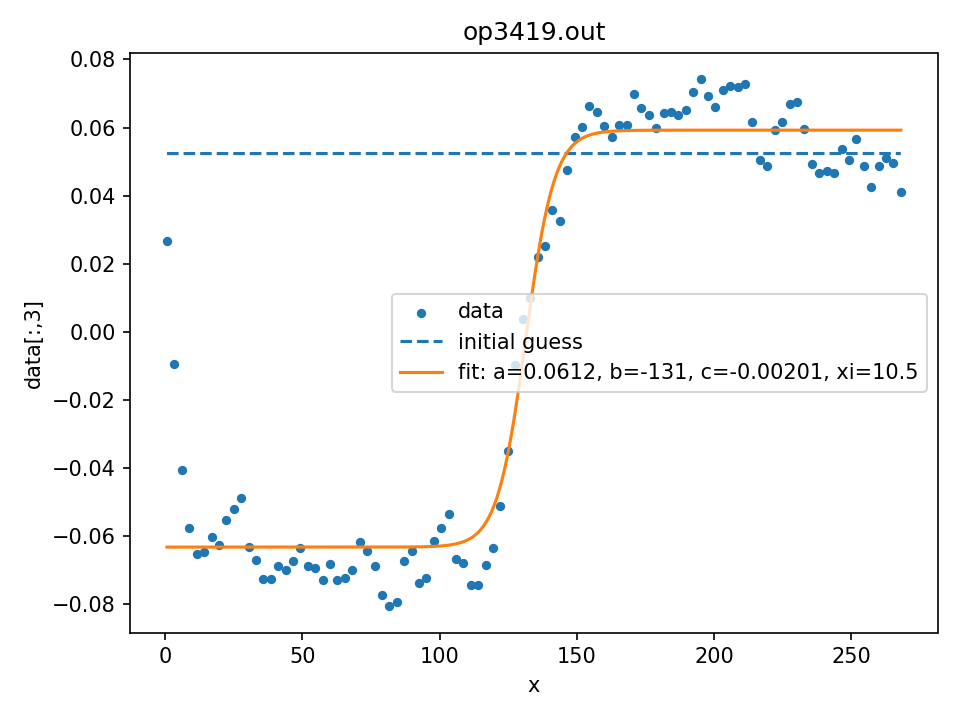 op3419.out
0.08
0.06
0.04
0.02
0.00
−0.02
−0.04
−0.06
−0.08
data[:,3]
data
initial guess
fit: a=0.0612, b=-131, c=-0.00201, xi=10.5
0 50 100 150 200 250
x